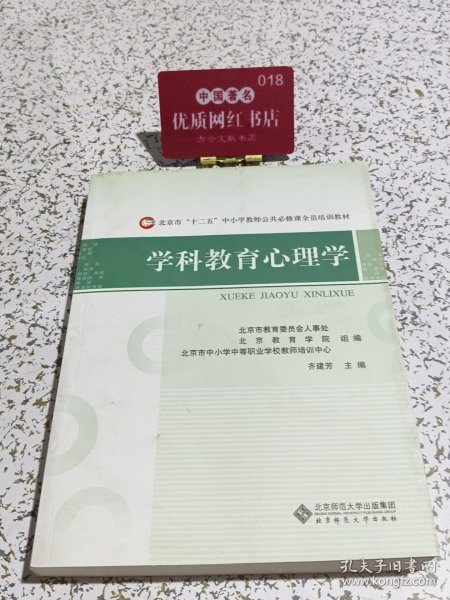 018
中国著名
优质网红书店
古今文献书店
北京市“十二五”中小学教师公共必修课全员培训教材
学科教育心理学
XUEKE JIAOYU XINLIXUE
北京市教育委员会人事处
北京教育学院 组编
北京市中小学中等职业学校教师培训中心
齐建芳 主编
北京师范大学出版集团
BEIJING NORMAL UNIVERSITY PUBLISHING GROUP
北京师范大学出版社
孔夫子旧书网
www.kongfz.com